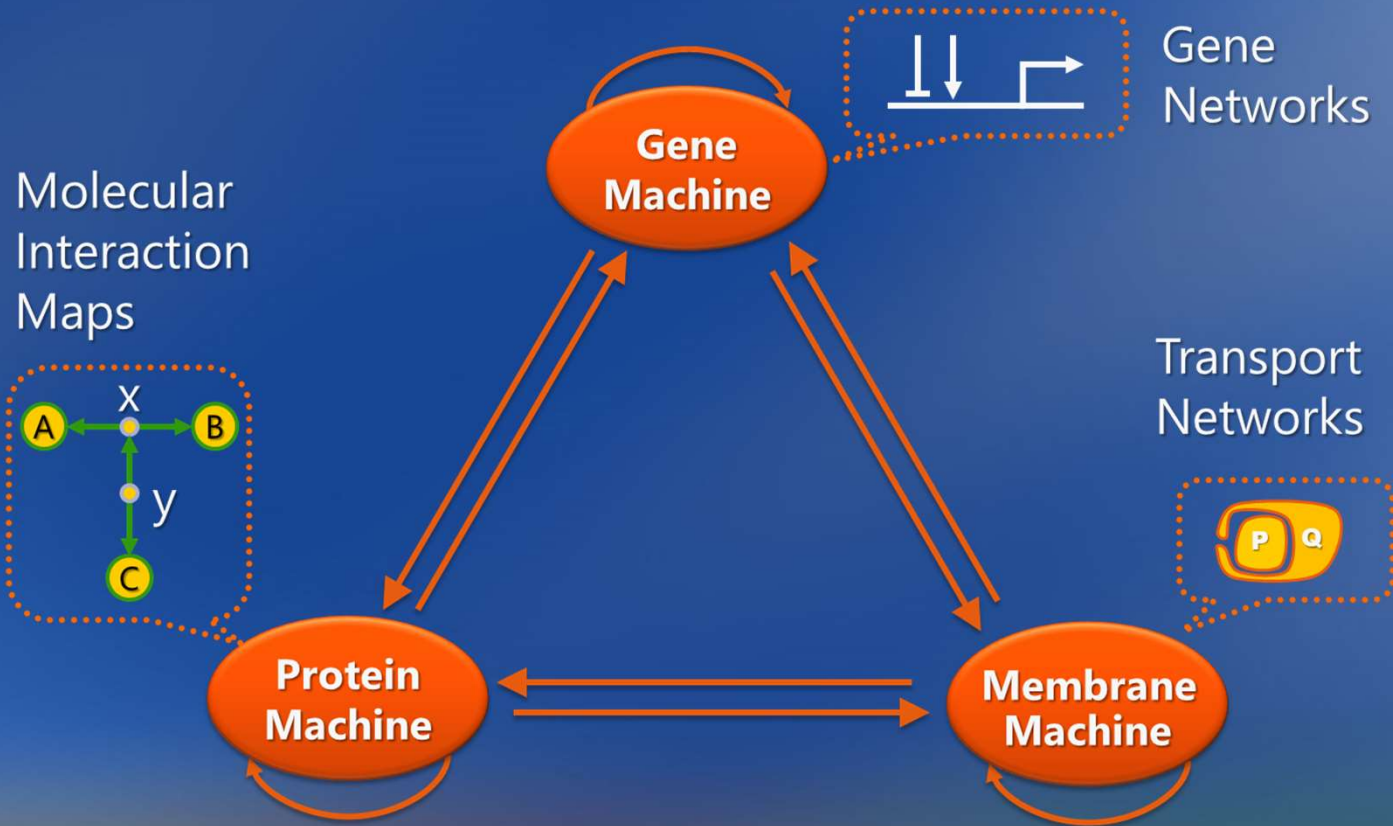 Gene
Networks
Gene
Machine
Molecular
Interaction
Maps
x
A
B
y
C
Transport
Networks
P Q
Protein
Machine
Membrane
Machine